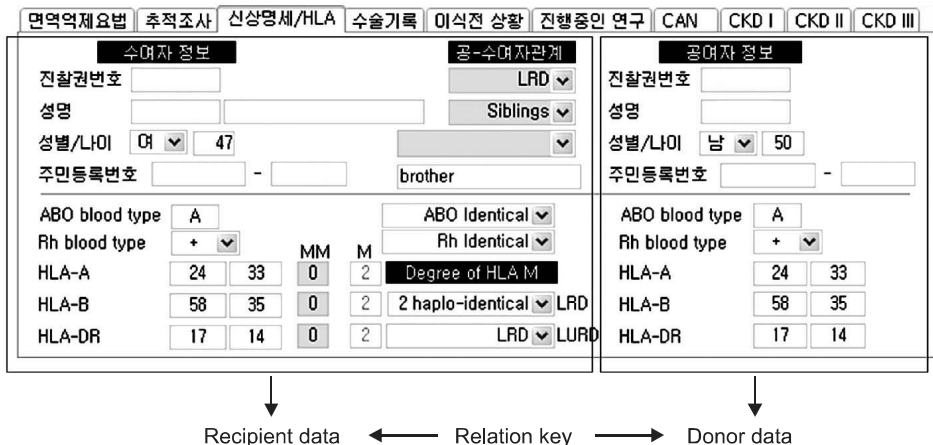 면역억제요법 추적조사 신상명세/HLA 수술기록 이식전 상황 진행중인 연구 CAN CKD I CKD II CKD III
수여자 정보 공-수여자관계 공여자 정보
진찰권번호 LRD 진찰권번호
성명 Siblings 성명
성별/나이 여 47 성별/나이 남 50
주민등록번호 - brother 주민등록번호 -
ABO blood type A ABO Identical ABO blood type A
Rh blood type + Rh Identical Rh blood type +
MM M
HLA-A 24 33 0 2 Degree of HLA M HLA-A 24 33
HLA-B 58 35 0 2 2 haplo-identical LRD HLA-B 58 35
HLA-DR 17 14 0 2 LRD LURD HLA-DR 17 14
Recipient data Relation key Donor data